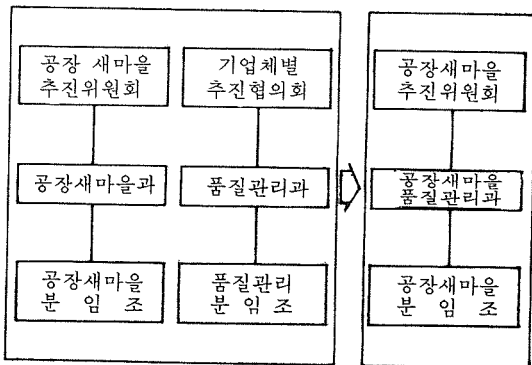 공장 새마을
추진위원회
기업체별
추진협의회
공장새마을
추진위원회
공장새마을과
품질관리과
공장새마을
품질관리과
공장새마을
분 임 조
품질관리
분 임 조
공장새마을
분 임 조